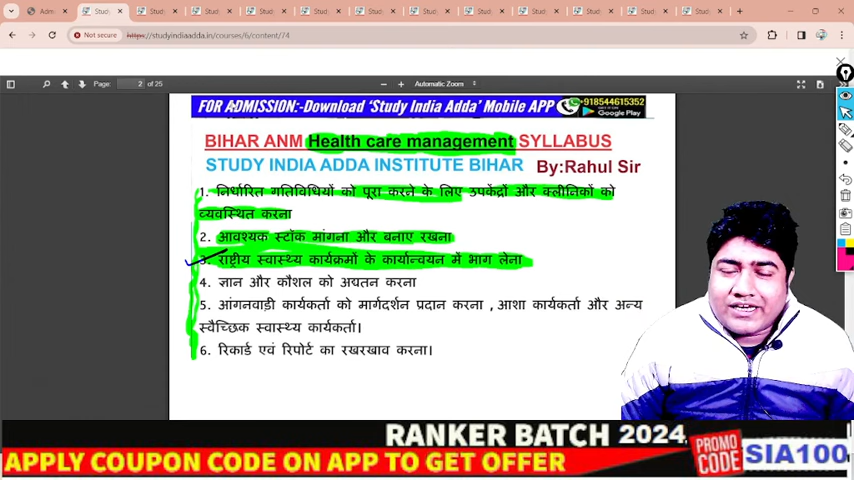 Not secure https://studyindiaadda.in/courses/6/content/74
Page: 2 of 25 Automatic Zoom
FOR ADMISSION:-Download 'Study India Adda' Mobile APP +918544615352
Google Play
BIHAR ANM Health care management SYLLABUS
STUDY INDIA ADDA INSTITUTE BIHAR By:Rahul Sir
1. निर्धारित गतिविधियों को पूरा करने के लिए उपकेंद्रों और क्लीनिकों को
व्यवस्थित करना
2. आवश्यक स्टॉक मांगना और बनाए रखना
3. राष्ट्रीय स्वास्थ्य कार्यक्रमों के कार्यान्वयन में भाग लेना
4. ज्ञान और कौशल को अद्यतन करना
5. आंगनवाड़ी कार्यकर्ता को मार्गदर्शन प्रदान करना , आशा कार्यकर्ता और अन्य
स्वैच्छिक स्वास्थ्य कार्यकर्ता।
6. रिकार्ड एवं रिपोर्ट का रखरखाव करना।
RANKER BATCH 2024
APPLY COUPON CODE ON APP TO GET OFFER
PROMO
CODE
SIA100